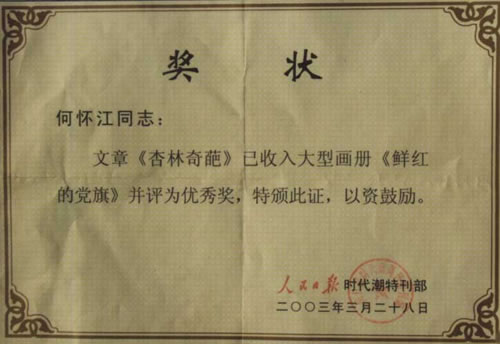 奖状
何怀江同志：
文章《杏林奇葩》已收入大型画册《鲜红
的党旗》并评为优秀奖，特颁此证，以资鼓励。
人民日报 时代潮特刊部
二〇〇三年三月二十八日